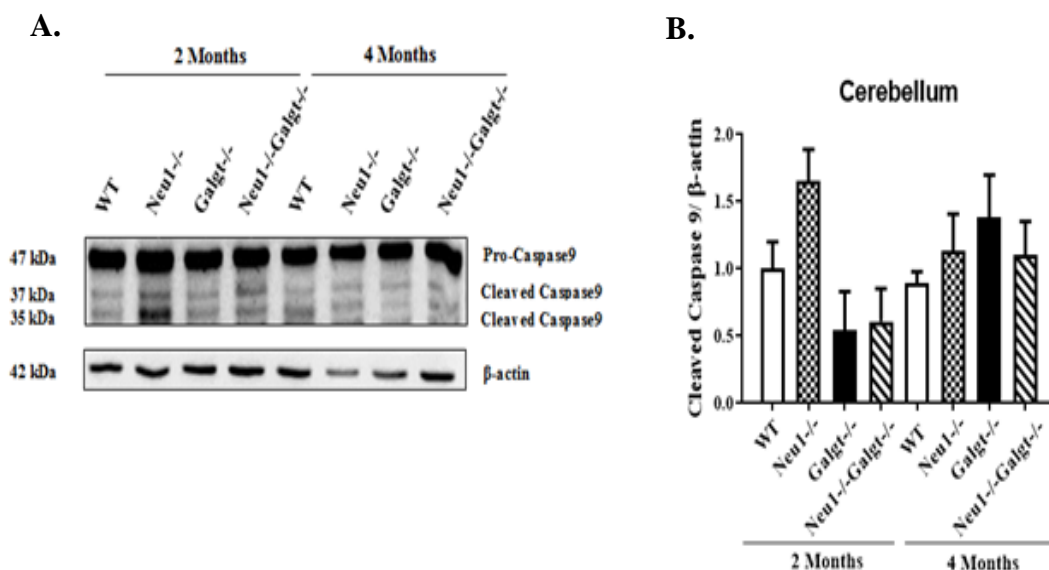 A.
2 Months 4 Months
WT Neu1-/- Galgt-/- Neu1-/-Galgt-/- WT Neu1-/- Galgt-/- Neu1-/-Galgt-/-
47 kDa Pro-Caspase9
37 kDa Cleaved Caspase9
35 kDa Cleaved Caspase9
42 kDa β-actin
B.
Cerebellum
Cleaved Caspase 9/ β-actin
2.0
1.5
1.0
0.5
0.0
WT Neu1-/- Galgt-/- Neu1-/-Galgt-/- WT Neu1-/- Galgt-/- Neu1-/-Galgt-/-
2 Months 4 Months